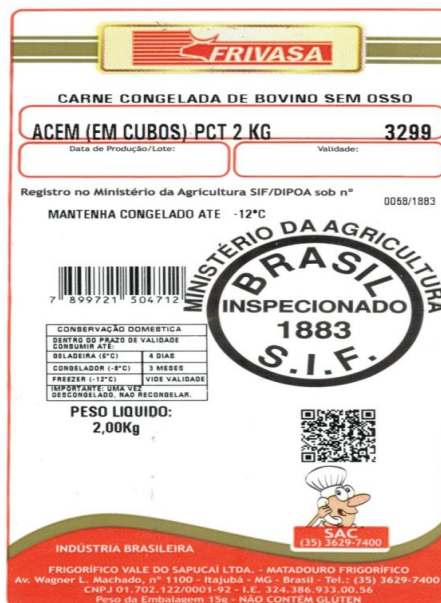 FRIVASA
CARNE CONGELADA DE BOVINO SEM OSSO
ACEM (EM CUBOS) PCT 2 KG 3299
Data de Produção/Lote: Validade:
Registro no Ministério da Agricultura SIF/DIPOA sob nº 0058/1883
MANTENHA CONGELADO ATE -12°C
MINISTÉRIO DA AGRICULTURA
BRASIL
INSPECIONADO
1883
S.I.F.
7 899721 504712
CONSERVAÇÃO DOMESTICA
DENTRO DO PRAZO DE VALIDADE
CONSUMIR ATÉ:
GELADEIRA (6°C) 4 DIAS
CONGELADOR (-8°C) 3 MESES
FREEZER (-12°C) VIDE VALIDADE
IMPORTANTE: UMA VEZ
DESCONGELADO, NAO RECONGELAR.
PESO LIQUIDO:
2,00Kg
SAC
(35) 3629-7400
INDÚSTRIA BRASILEIRA
FRIGORÍFICO VALE DO SAPUCAÍ LTDA. - MATADOURO FRIGORÍFICO
Av. Wagner L. Machado, nº 1100 - Itajubá - MG - Brasil - Tel.: (35) 3629-7400
CNPJ 01.702.122/0001-92 - I.E. 324.386.933.00.56
Peso da Embalagem 15g - NÃO CONTÉM GLÚTEN